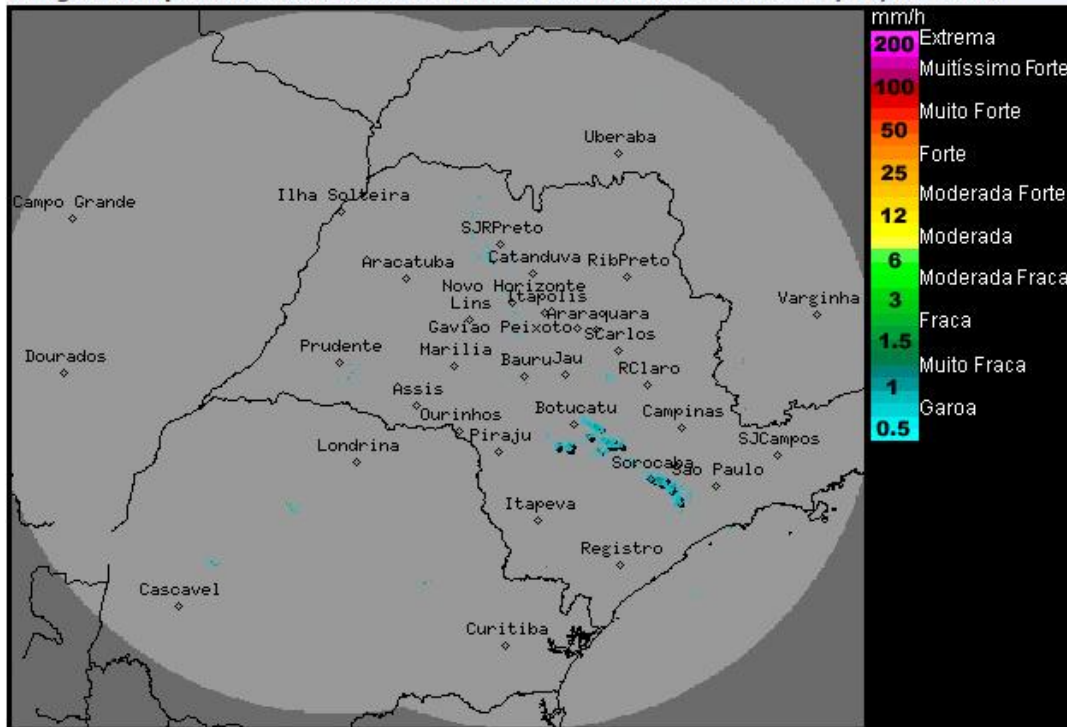 mm/h
200 Extrema
Muitíssimo Forte
100
Muito Forte
50
Forte
25
Moderada Forte
12
Moderada
6
Moderada Fraca
3
Fraca
1.5
Muito Fraca
1
Garoa
0.5
Uberaba
Campo Grande
Ilha Solteira
SJRPreto
Aracatuba
Catanduva
RibPreto
Novo Horizonte
Lins
Itapolis
Araraquara
Varginha
Gaviao Peixoto
SCarlos
Dourados
Prudente
Marilia
Bauru
Jau
RClaro
Assis
Ourinhos
Botucatu
Campinas
Londrina
Piraju
SJCampos
Sorocaba
Sao Paulo
Itapeva
Registro
Cascavel
Curitiba